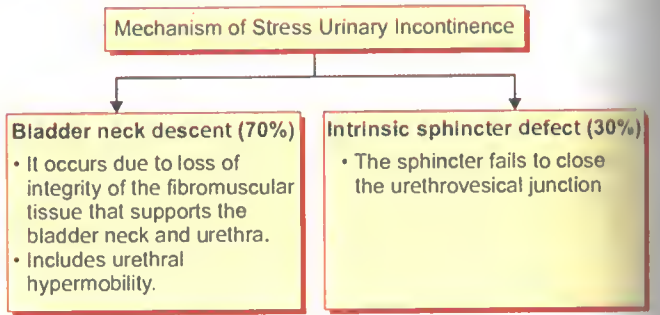 Mechanism of Stress Urinary Incontinence
Bladder neck descent (70%)
• It occurs due to loss of
integrity of the fibromuscular
tissue that supports the
bladder neck and urethra.
• Includes urethral
hypermobility.
Intrinsic sphincter defect (30%)
• The sphincter fails to close
the urethrovesical junction